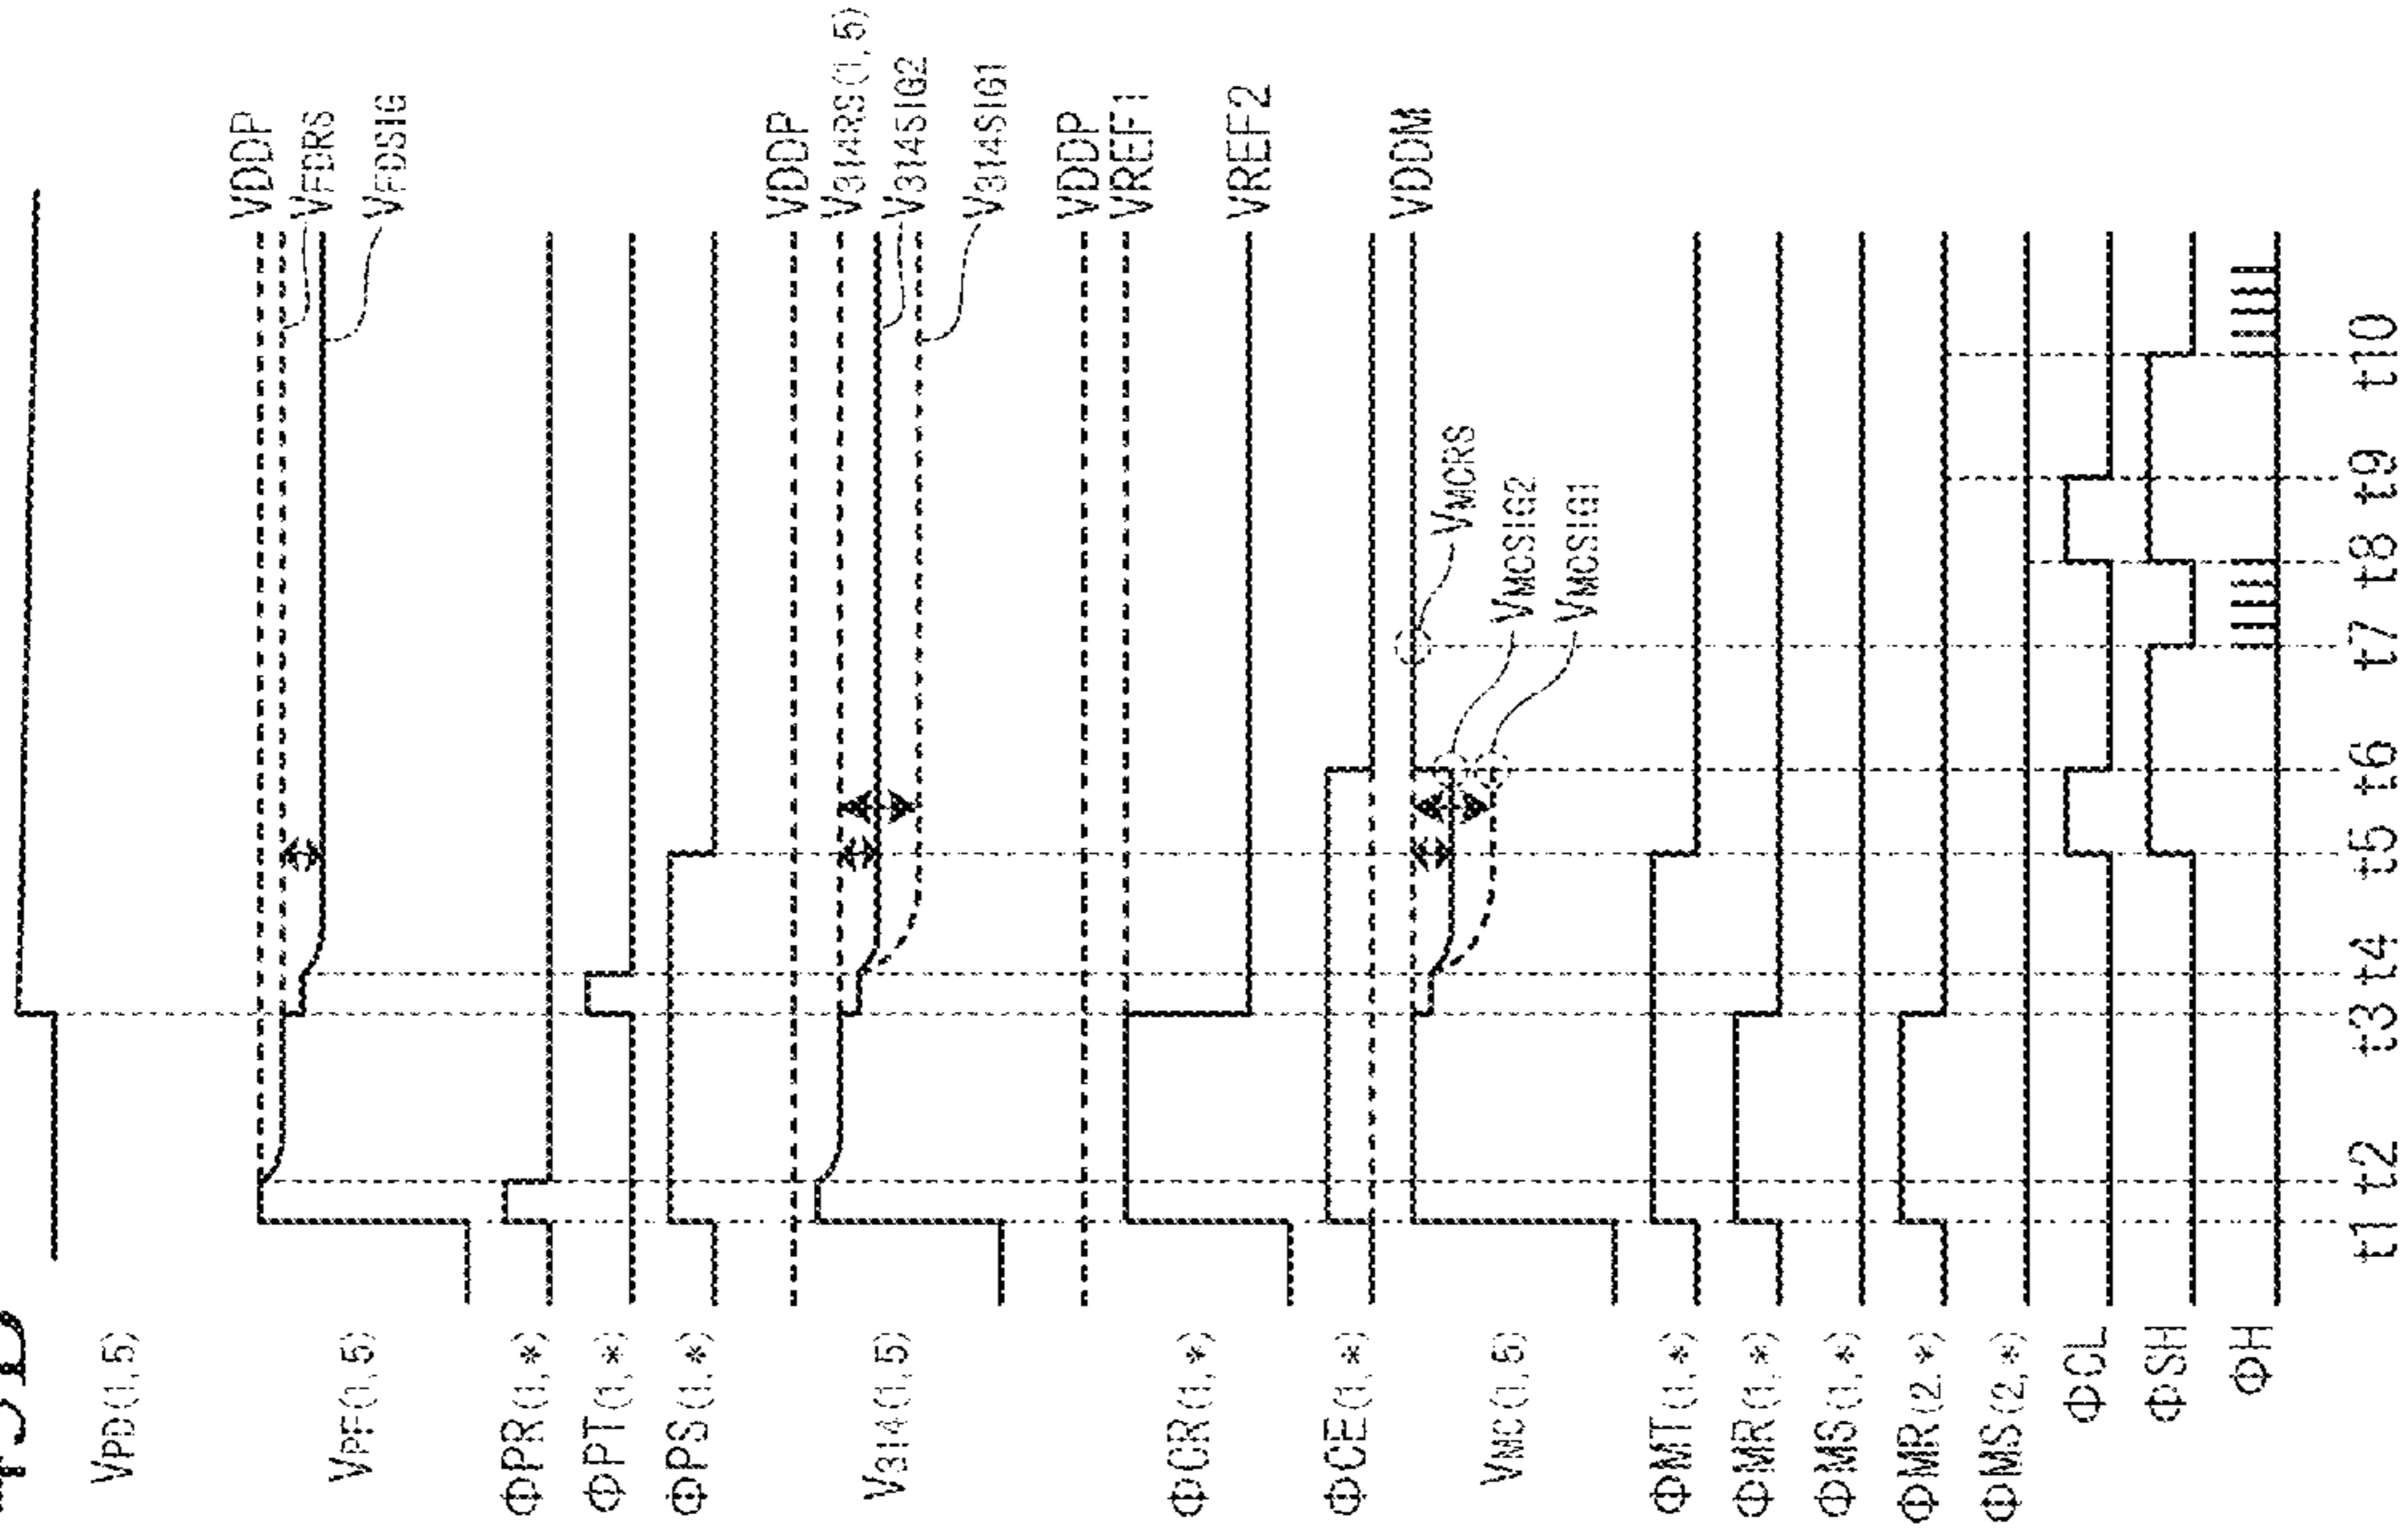 VPD(1,5)
VDDP
VFDRS
VFDSIG
VPF(1,5)
ΦPR(1,*)
ΦPT(1,*)
ΦPS(1,*)
VDDP
V314RS(1,5)
V314SIG2
V314SIG1
V314(1,5)
VDDP
VREF1
VREF2
ΦCR(1,*)
ΦCE(1,*)
VDDM
VMCRS
VMCSIG2
VMCSIG1
VMC(1,5)
ΦMT(1,*)
ΦMR(1,*)
ΦMS(1,*)
ΦMR(2,*)
ΦMS(2,*)
ΦCL
ΦSH
ΦH
t1 t2 t3 t4 t5 t6 t7 t8 t9 t10